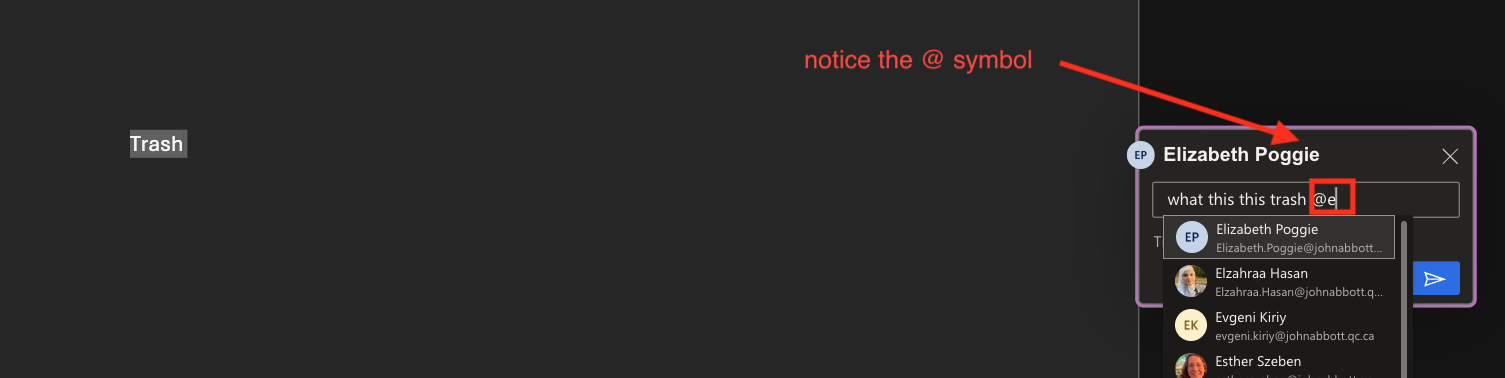 notice the @ symbol
Trash
EP Elizabeth Poggie
what this this trash @e
EP Elizabeth Poggie
Elizabeth.Poggie@johnabbott...
Elzahraa Hasan
Elzahraa.Hasan@johnabbott.q...
EK Evgeni Kiriy
evgeni.kiriy@johnabbott.qc.ca
Esther Szeben